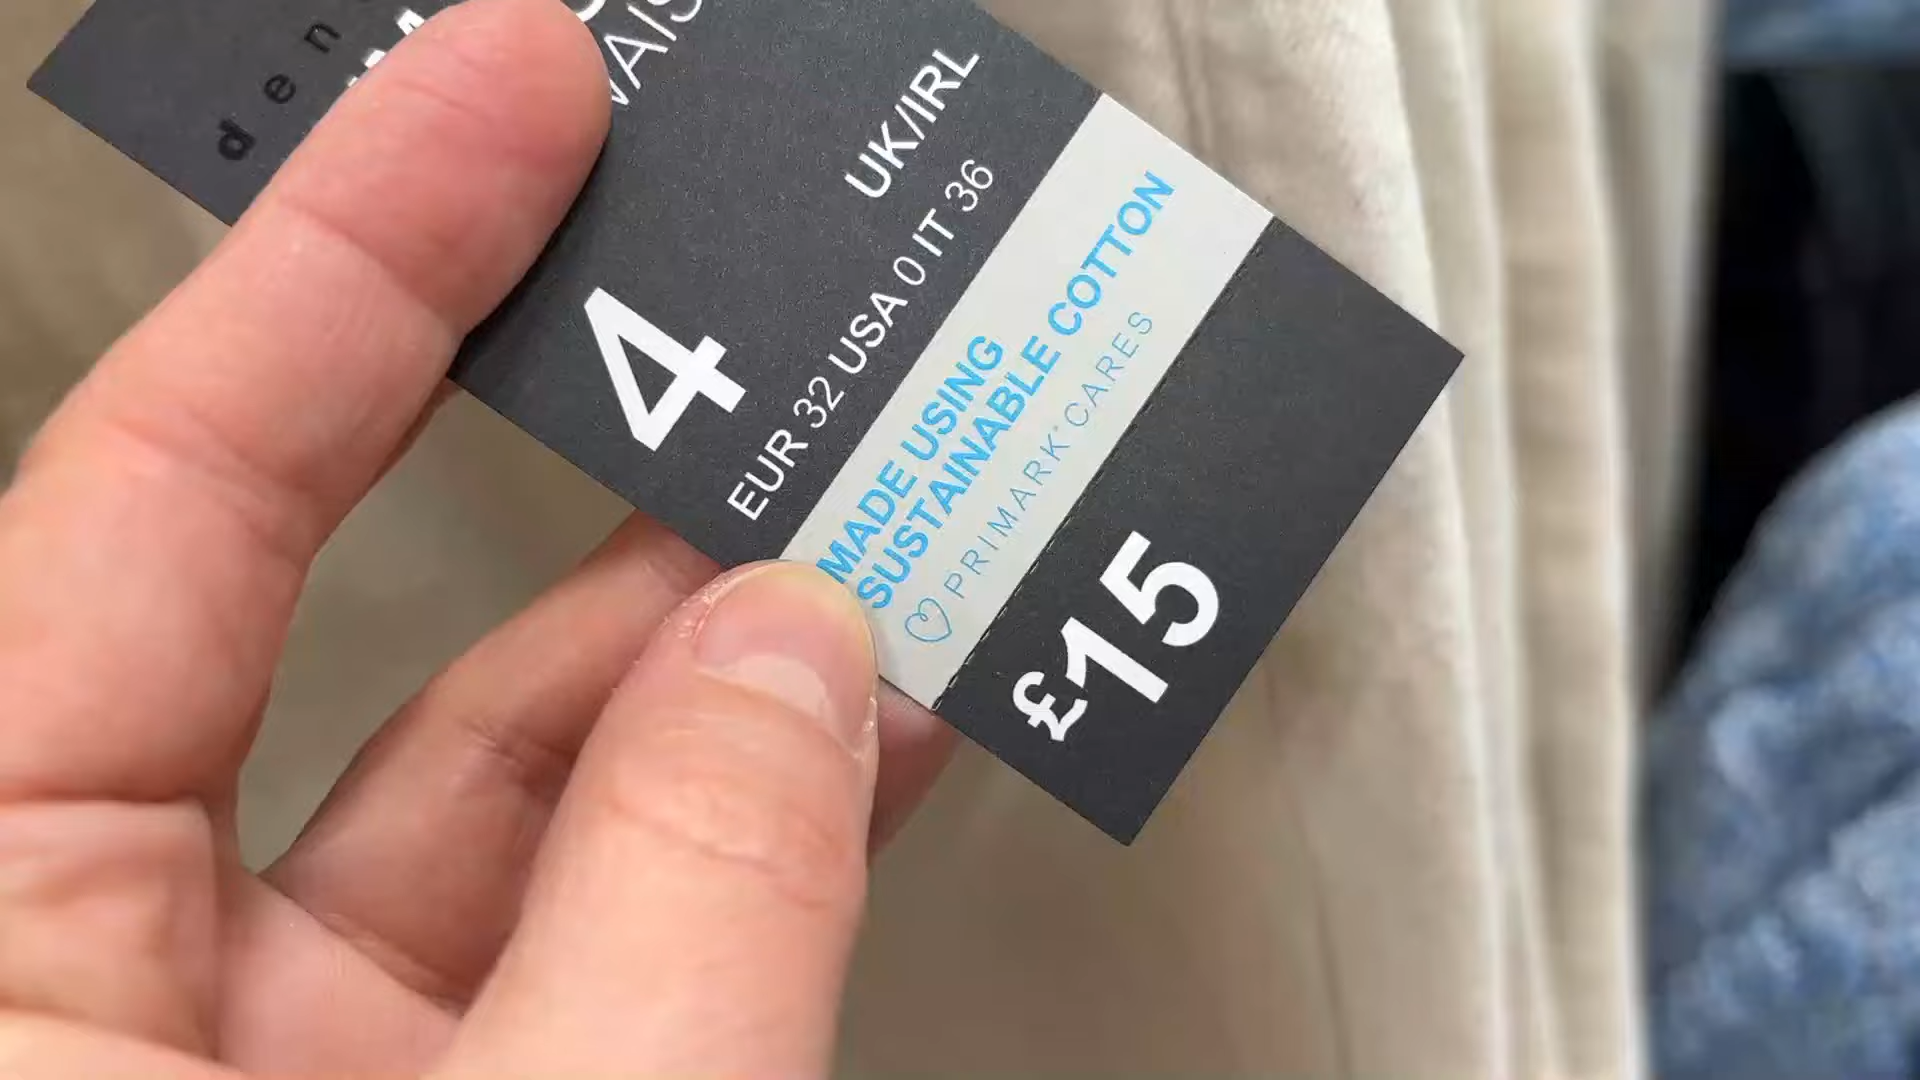 4
UK/IRL
EUR 32 USA 0 IT 36
MADE USING
SUSTAINABLE COTTON
PRIMARK® CARES
£15